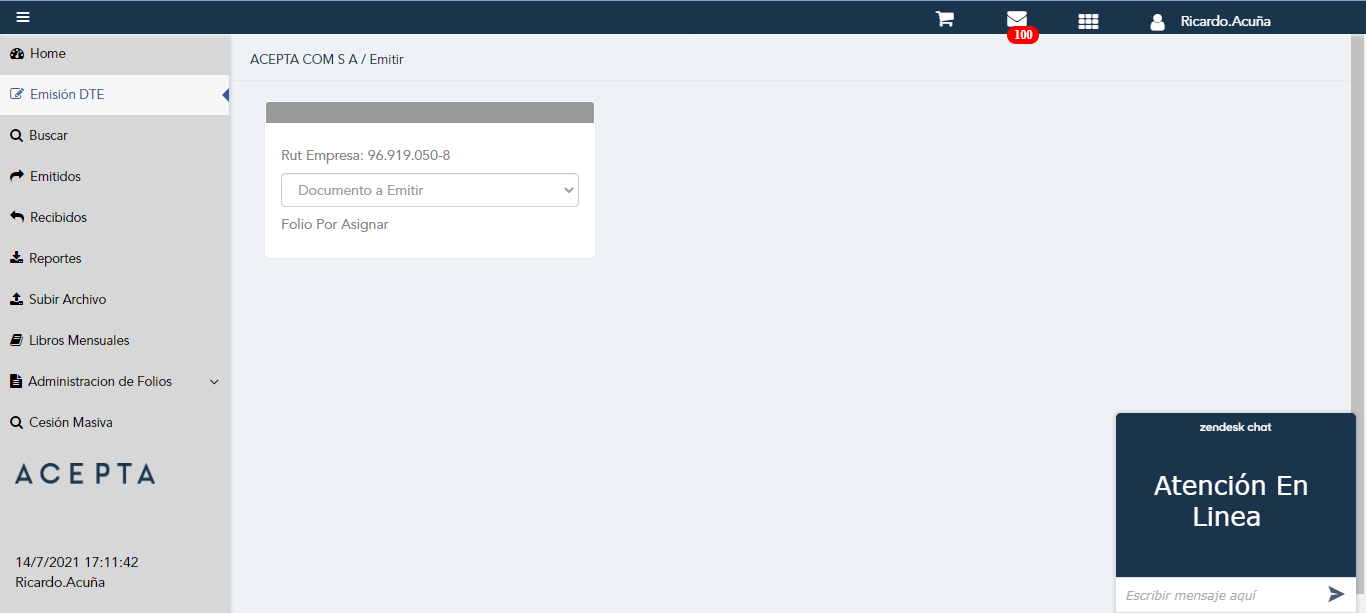 Ricardo.Acuña
100
Home
Emisión DTE
Buscar
Emitidos
Recibidos
Reportes
Subir Archivo
Libros Mensuales
Administracion de Folios
Cesión Masiva
ACEPTA
14/7/2021 17:11:42
Ricardo.Acuña
ACEPTA COM S A / Emitir
Rut Empresa: 96.919.050-8
Documento a Emitir
Folio Por Asignar
zendesk chat
Atención En
Linea
Escribir mensaje aquí